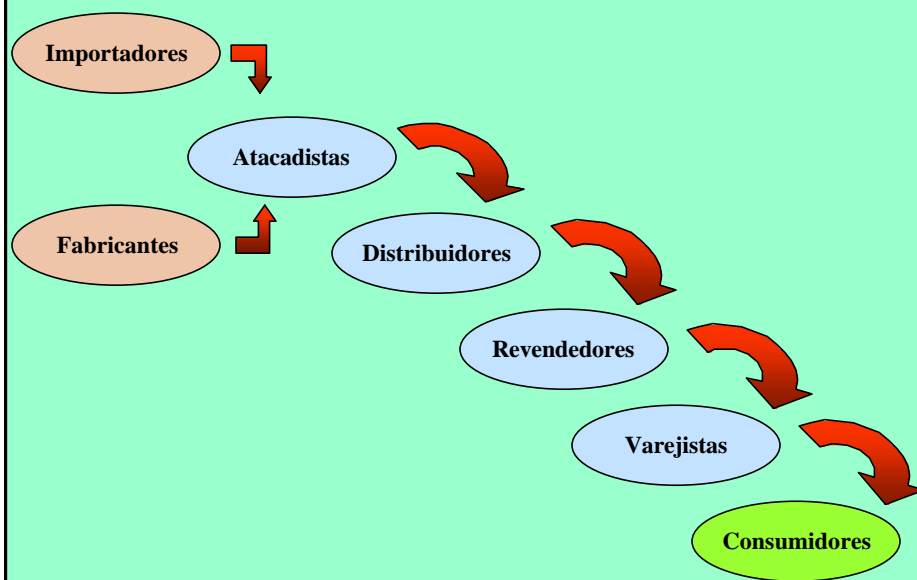 Importadores
Atacadistas
Fabricantes
Distribuidores
Revendedores
Varejistas
Consumidores